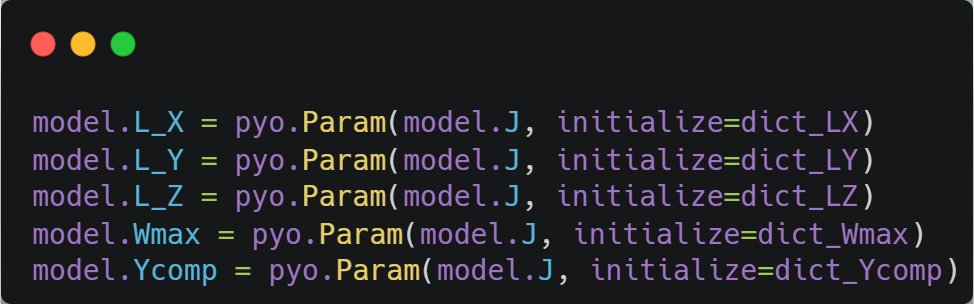 model.L_X = pyo.Param(model.J, initialize=dict_LX)
model.L_Y = pyo.Param(model.J, initialize=dict_LY)
model.L_Z = pyo.Param(model.J, initialize=dict_LZ)
model.Wmax = pyo.Param(model.J, initialize=dict_Wmax)
model.Ycomp = pyo.Param(model.J, initialize=dict_Ycomp)